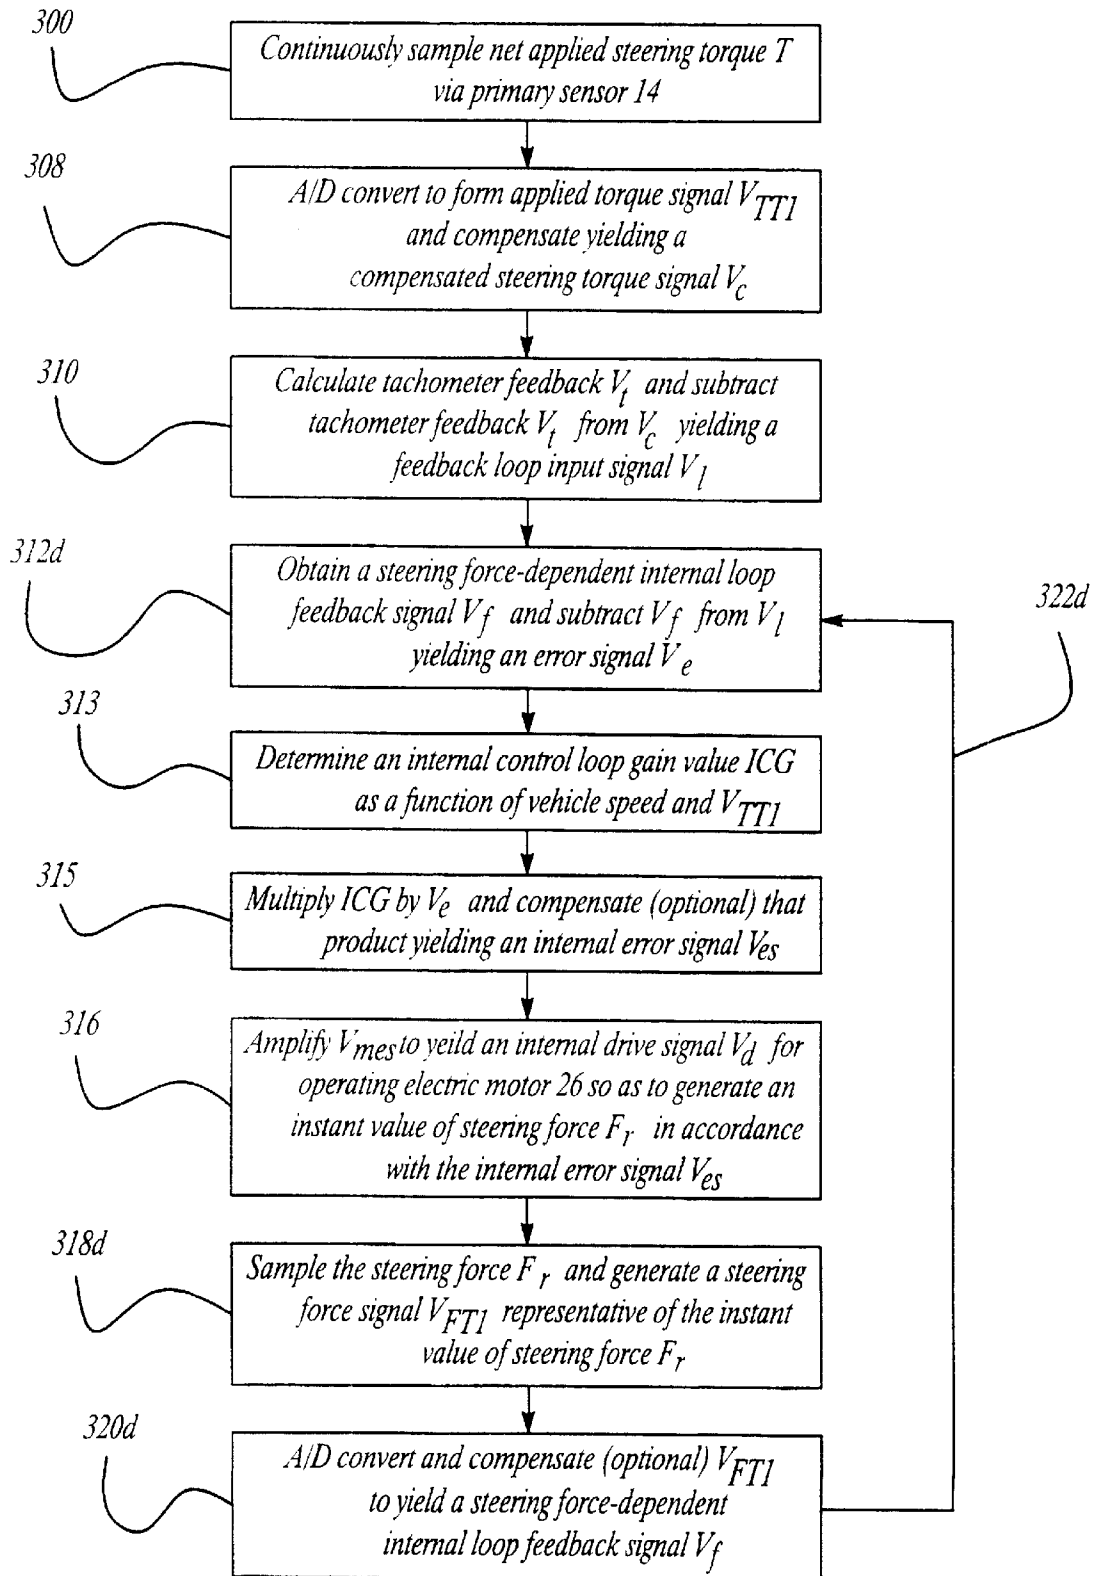 300
Continuously sample net applied steering torque T
via primary sensor 14
308
A/D convert to form applied torque signal V_TT1
and compensate yielding a
compensated steering torque signal V_c
310
Calculate tachometer feedback V_t and subtract
tachometer feedback V_t from V_c yielding a
feedback loop input signal V_l
312d
Obtain a steering force-dependent internal loop
feedback signal V_f and subtract V_f from V_l
yielding an error signal V_e
322d
313
Determine an internal control loop gain value ICG
as a function of vehicle speed and V_TT1
315
Multiply ICG by V_e and compensate (optional) that
product yielding an internal error signal V_es
316
Amplify V_mes to yeild an internal drive signal V_d for
operating electric motor 26 so as to generate an
instant value of steering force F_r in accordance
with the internal error signal V_es
318d
Sample the steering force F_r and generate a steering
force signal V_FT1 representative of the instant
value of steering force F_r
320d
A/D convert and compensate (optional) V_FT1
to yield a steering force-dependent
internal loop feedback signal V_f